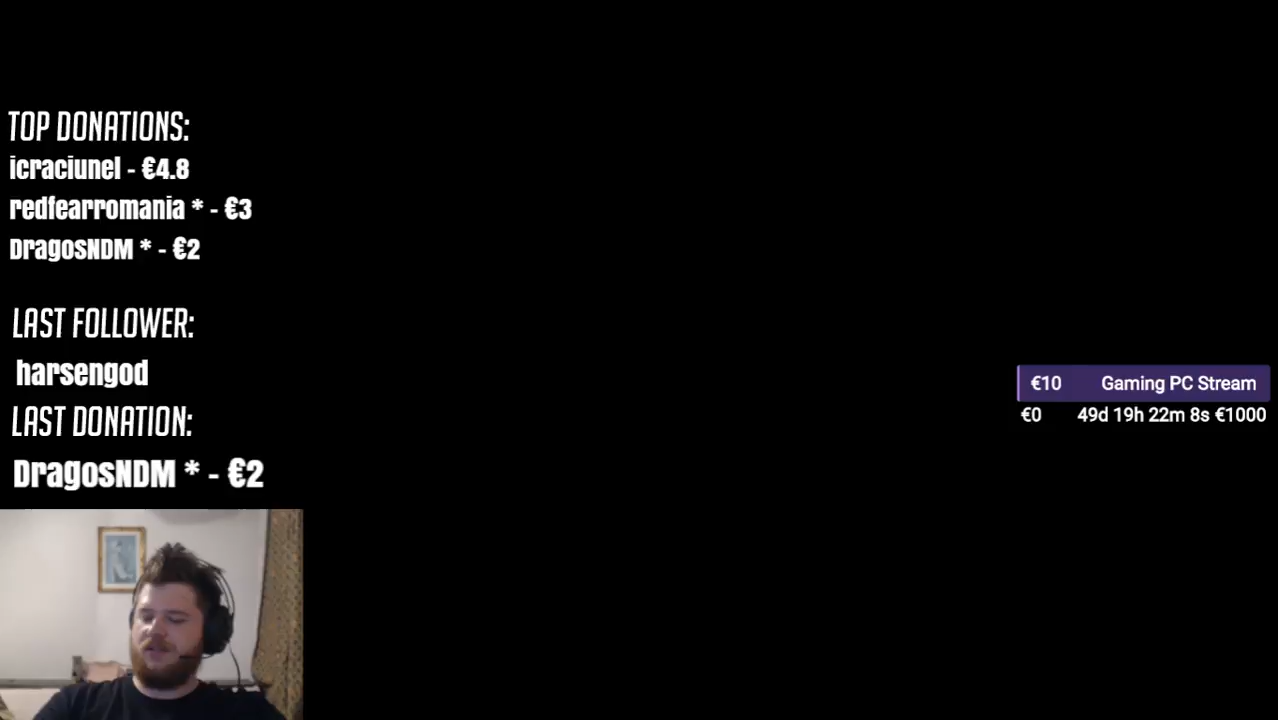 TOP DONATIONS:
icraciunel - €4.8
redfearromania * - €3
DragosNDM * - €2
LAST FOLLOWER:
harsengod
LAST DONATION:
DragosNDM * - €2
€10 Gaming PC Stream
€0 49d 19h 22m 8s €1000